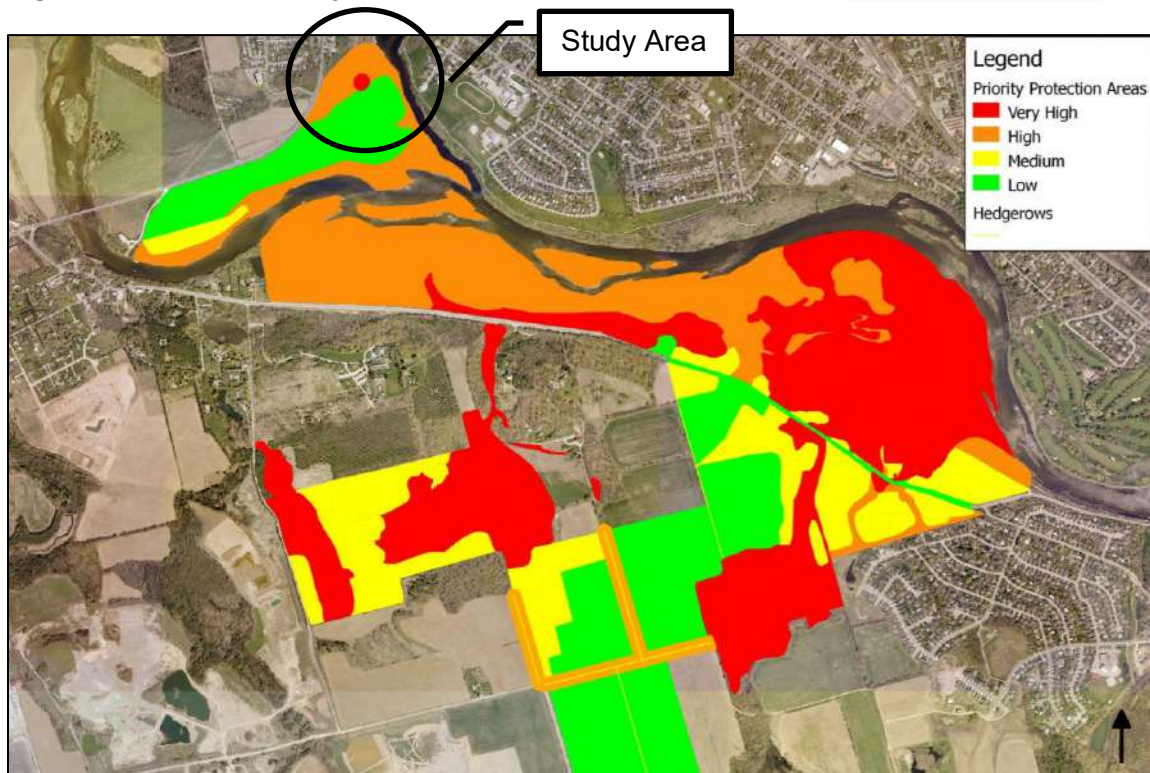 Study Area
Legend
Priority Protection Areas
Very High
High
Medium
Low
Hedgerows